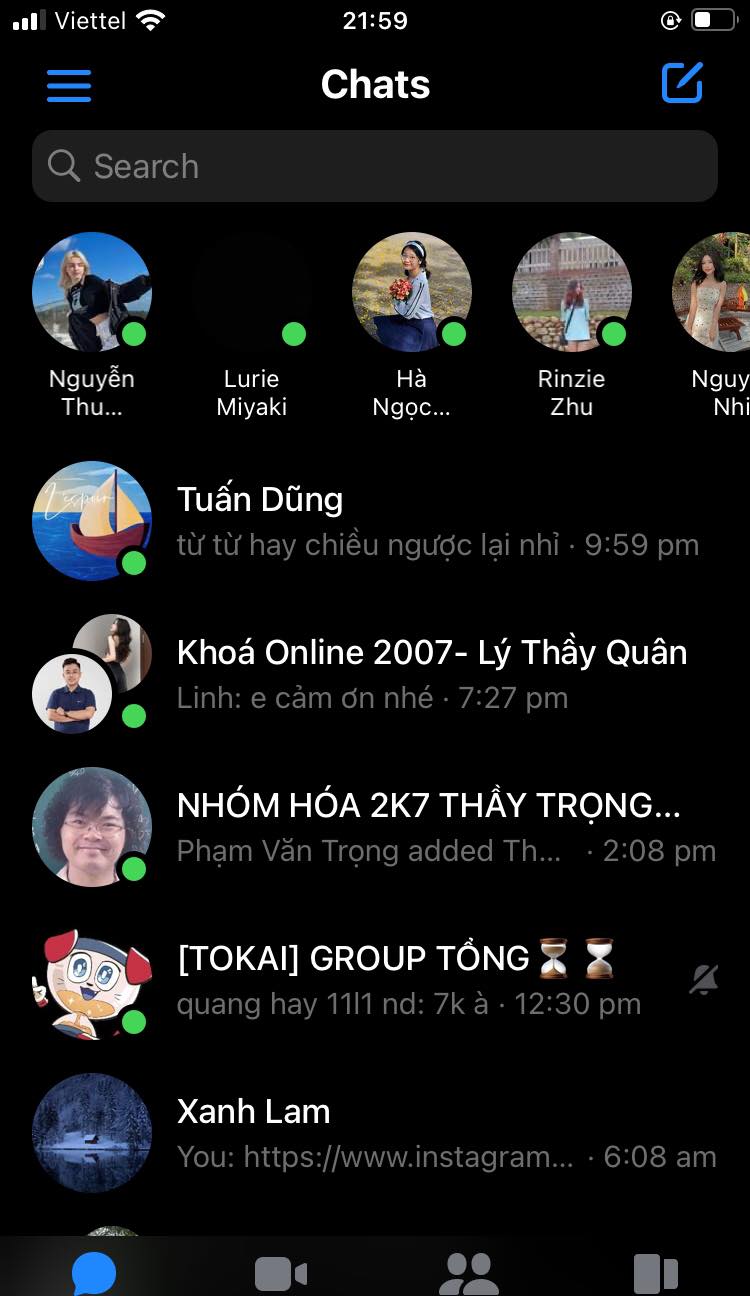 Viettel 21:59
Chats
Search
Nguyễn
Thu...
Lurie
Miyaki
Hà
Ngọc...
Rinzie
Zhu
Nguy
Nhi
Tuấn Dũng
từ từ hay chiều ngược lại nhỉ · 9:59 pm
Khoá Online 2007- Lý Thầy Quân
Linh: e cảm ơn nhé · 7:27 pm
NHÓM HÓA 2K7 THẦY TRỌNG...
Phạm Văn Trọng added Th... · 2:08 pm
[TOKAI] GROUP TỔNG⏳⌛
quang hay 11l1 nd: 7k à · 12:30 pm
Xanh Lam
You: https://www.instagram... · 6:08 am